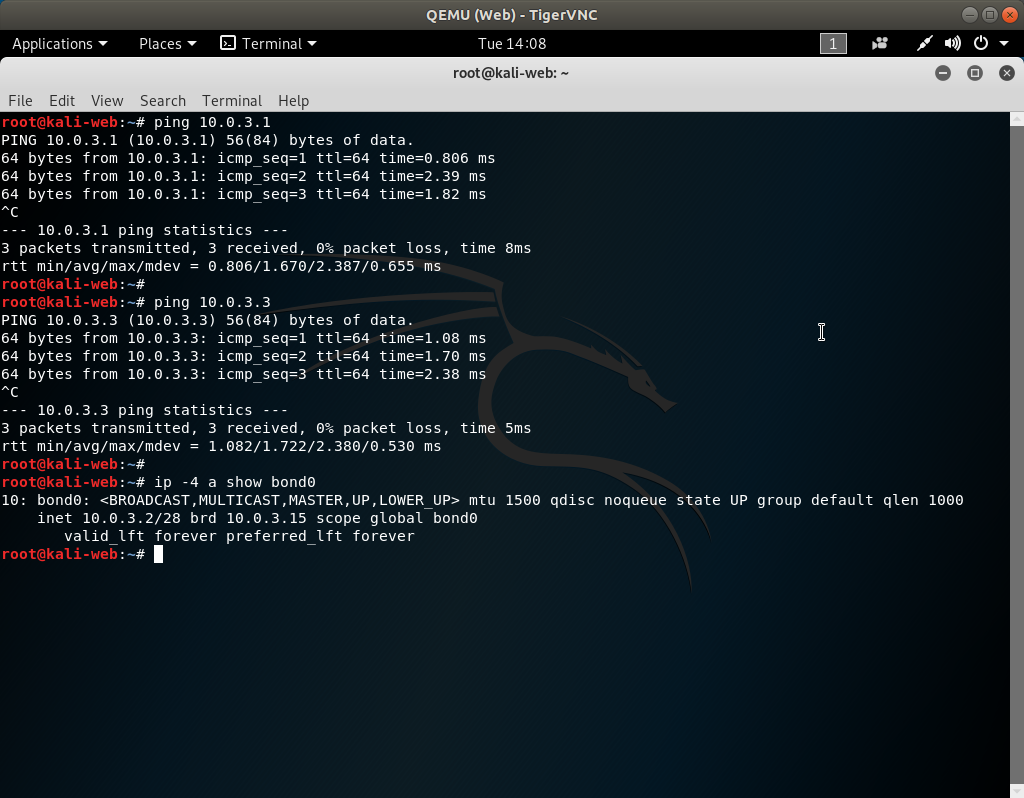 QEMU (Web) - TigerVNC
Applications Places Terminal Tue 14:08 1
root@kali-web: ~
File Edit View Search Terminal Help
root@kali-web:~# ping 10.0.3.1
PING 10.0.3.1 (10.0.3.1) 56(84) bytes of data.
64 bytes from 10.0.3.1: icmp_seq=1 ttl=64 time=0.806 ms
64 bytes from 10.0.3.1: icmp_seq=2 ttl=64 time=2.39 ms
64 bytes from 10.0.3.1: icmp_seq=3 ttl=64 time=1.82 ms
^C
--- 10.0.3.1 ping statistics ---
3 packets transmitted, 3 received, 0% packet loss, time 8ms
rtt min/avg/max/mdev = 0.806/1.670/2.387/0.655 ms
root@kali-web:~#
root@kali-web:~# ping 10.0.3.3
PING 10.0.3.3 (10.0.3.3) 56(84) bytes of data.
64 bytes from 10.0.3.3: icmp_seq=1 ttl=64 time=1.08 ms
64 bytes from 10.0.3.3: icmp_seq=2 ttl=64 time=1.70 ms
64 bytes from 10.0.3.3: icmp_seq=3 ttl=64 time=2.38 ms
^C
--- 10.0.3.3 ping statistics ---
3 packets transmitted, 3 received, 0% packet loss, time 5ms
rtt min/avg/max/mdev = 1.082/1.722/2.380/0.530 ms
root@kali-web:~#
root@kali-web:~# ip -4 a show bond0
10: bond0: <BROADCAST,MULTICAST,MASTER,UP,LOWER_UP> mtu 1500 qdisc noqueue state UP group default qlen 1000
    inet 10.0.3.2/28 brd 10.0.3.15 scope global bond0
       valid_lft forever preferred_lft forever
root@kali-web:~#